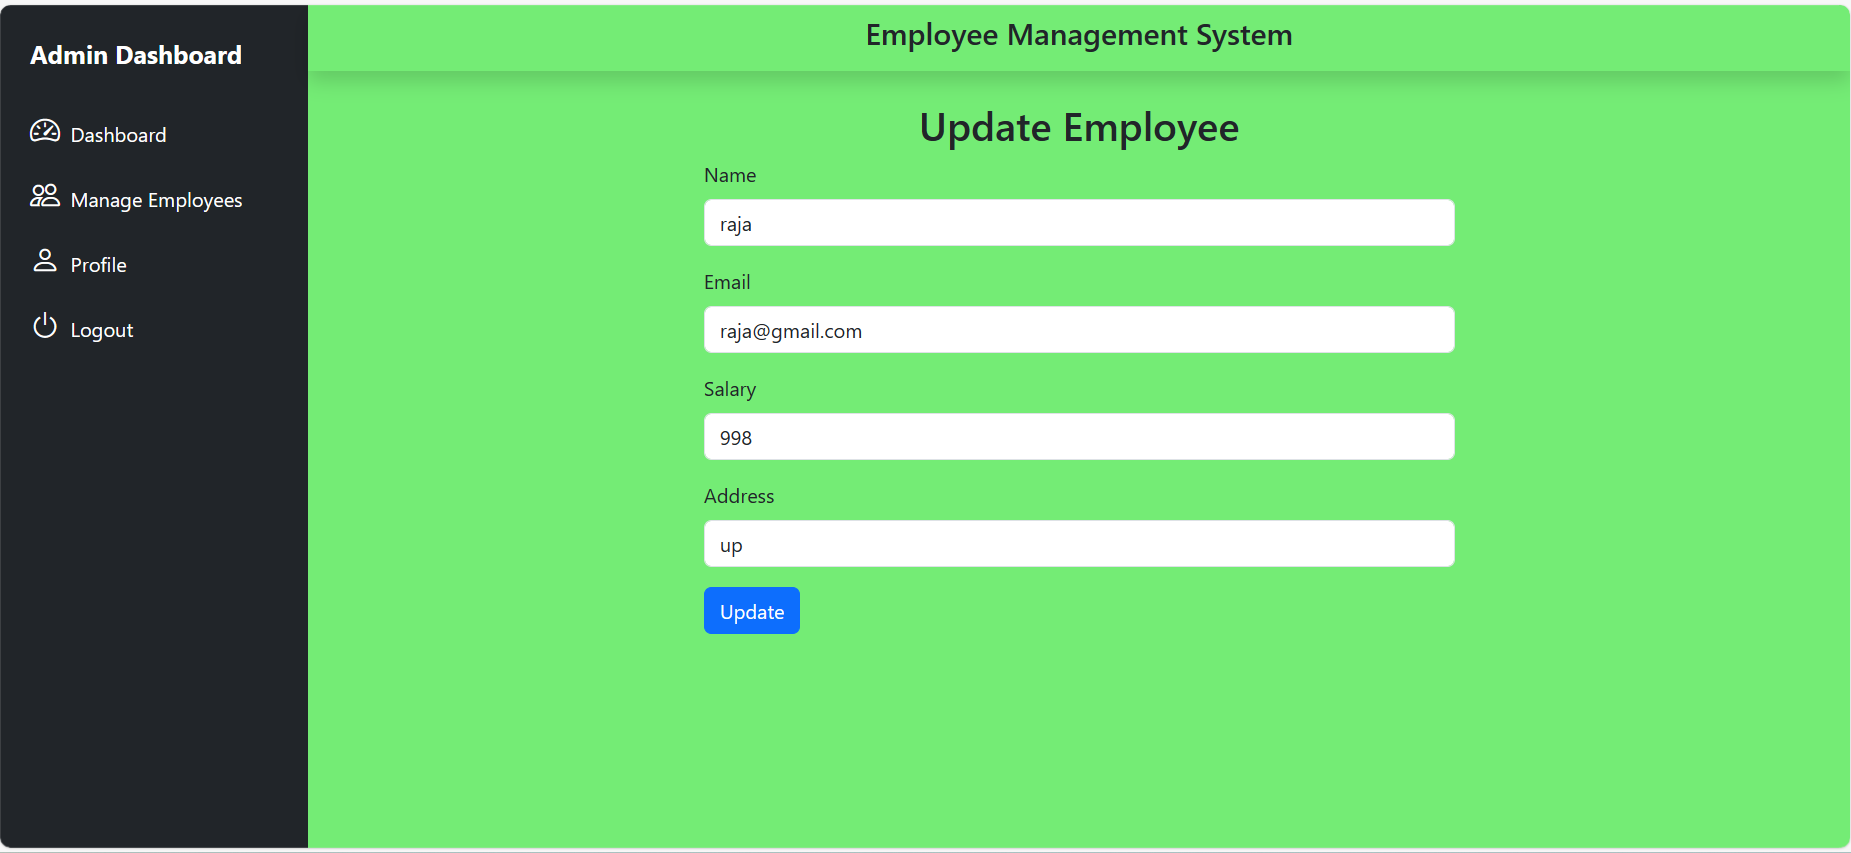 Admin Dashboard
Dashboard
Manage Employees
Profile
Logout
Employee Management System
Update Employee
Name
raja
Email
raja@gmail.com
Salary
998
Address
up
Update